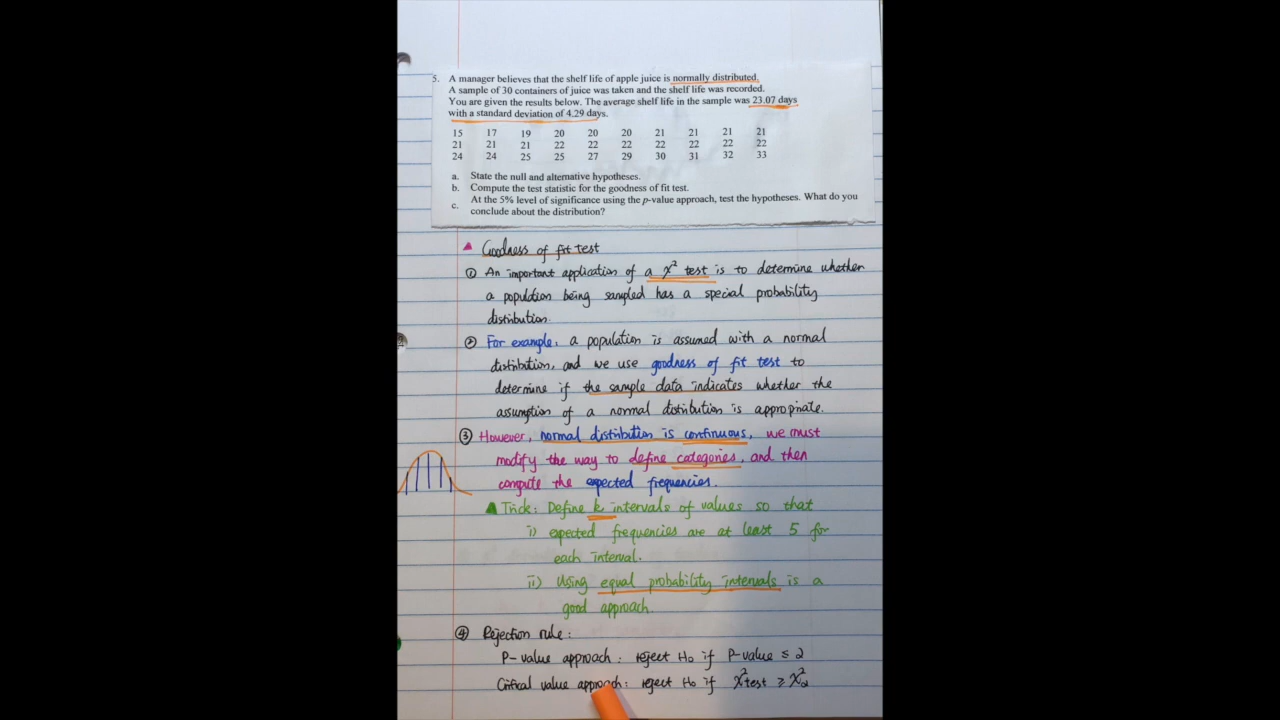 5. A manager believes that the shelf life of apple juice is normally distributed.
A sample of 30 containers of juice was taken and the shelf life was recorded.
You are given the results below. The average shelf life in the sample was 23.07 days
with a standard deviation of 4.29 days.
15 17 19 20 20 20 21 21 21 21
21 21 21 22 22 22 22 22 22 22
24 24 25 25 27 29 30 31 32 33
a. State the null and alternative hypotheses.
b. Compute the test statistic for the goodness of fit test.
c. At the 5% level of significance using the p-value approach, test the hypotheses. What do you
conclude about the distribution?
Goodness of fit test
① An important application of a χ² test is to determine whether
a population being sampled has a special probability
distribution.
② For example, a population is assumed with a normal
distribution, and we use goodness of fit test to
determine if the sample data indicates whether the
assumption of a normal distribution is appropriate.
③ However, normal distribution is continuous, we must
modify the way to define categories, and then
compute the expected frequencies.
Trick: Define k intervals of values so that
i) expected frequencies are at least 5 for
each interval.
ii) Using equal probability intervals is a
good approach.
④ Rejection rule:
P-value approach: reject H₀ if P-value ≤ α
Critical value approach: reject H₀ if χ²test ≥ χ²α